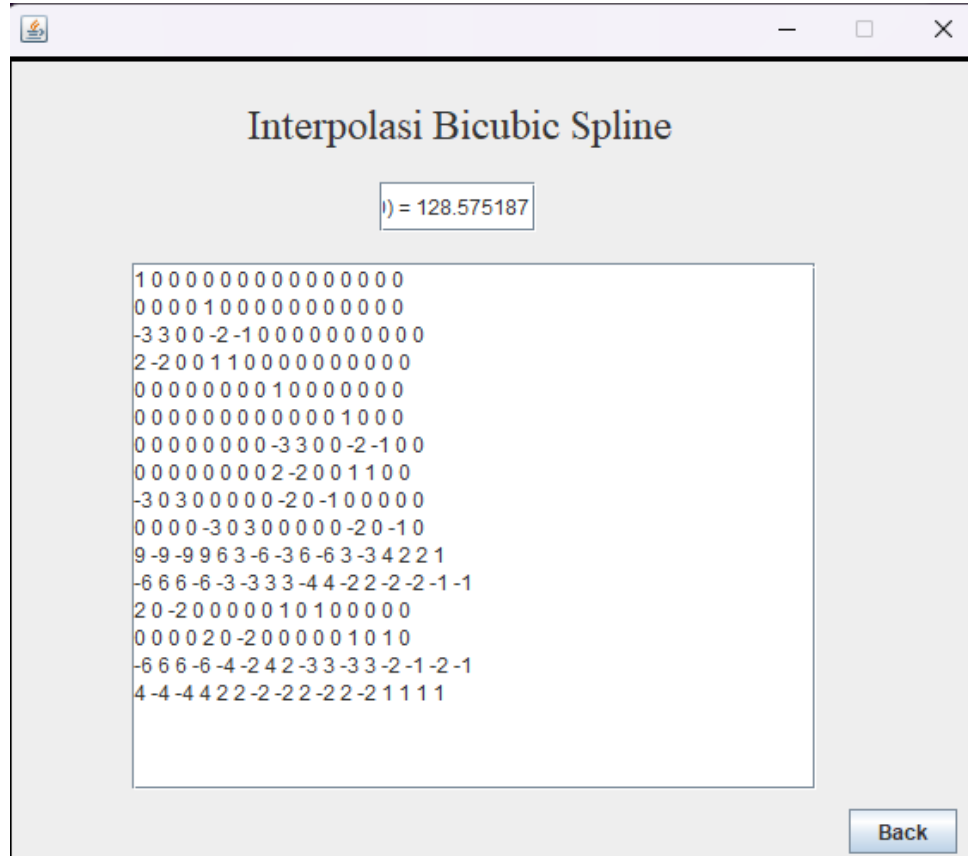 Interpolasi Bicubic Spline
) = 128.575187
1 0 0 0 0 0 0 0 0 0 0 0 0 0 0 0
0 0 0 0 1 0 0 0 0 0 0 0 0 0 0 0
-3 3 0 0 -2 -1 0 0 0 0 0 0 0 0 0 0
2 -2 0 0 1 1 0 0 0 0 0 0 0 0 0 0
0 0 0 0 0 0 0 0 1 0 0 0 0 0 0 0
0 0 0 0 0 0 0 0 0 0 0 0 1 0 0 0
0 0 0 0 0 0 0 0 -3 3 0 0 -2 -1 0 0
0 0 0 0 0 0 0 0 2 -2 0 0 1 1 0 0
-3 0 3 0 0 0 0 0 -2 0 -1 0 0 0 0 0
0 0 0 0 -3 0 3 0 0 0 0 0 -2 0 -1 0
9 -9 -9 9 6 3 -6 -3 6 -6 3 -3 4 2 2 1
-6 6 6 -6 -3 -3 3 3 -4 4 -2 2 -2 -2 -1 -1
2 0 -2 0 0 0 0 0 1 0 1 0 0 0 0 0
0 0 0 0 2 0 -2 0 0 0 0 0 1 0 1 0
-6 6 6 -6 -4 -2 4 2 -3 3 -3 3 -2 -1 -2 -1
4 -4 -4 4 2 2 -2 -2 2 -2 2 -2 1 1 1 1
Back